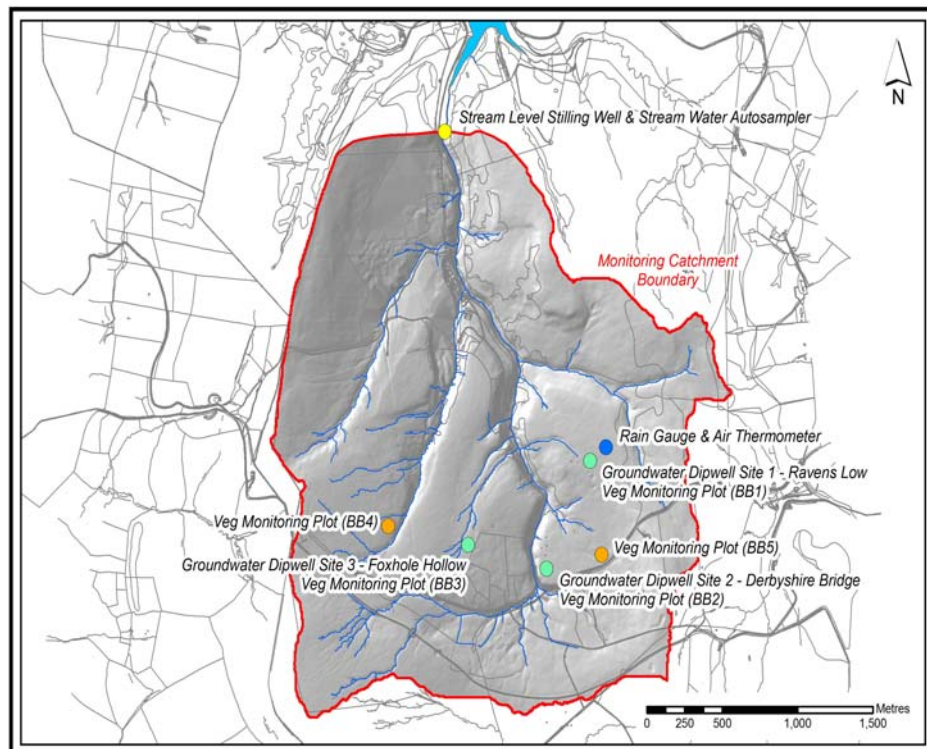 N
Stream Level Stilling Well & Stream Water Autosampler
Monitoring Catchment
Boundary
Rain Gauge & Air Thermometer
Groundwater Dipwell Site 1 - Ravens Low
Veg Monitoring Plot (BB1)
Veg Monitoring Plot (BB4)
Veg Monitoring Plot (BB5)
Groundwater Dipwell Site 3 - Foxhole Hollow
Veg Monitoring Plot (BB3)
Groundwater Dipwell Site 2 - Derbyshire Bridge
Veg Monitoring Plot (BB2)
Metres
0 250 500 1,000 1,500